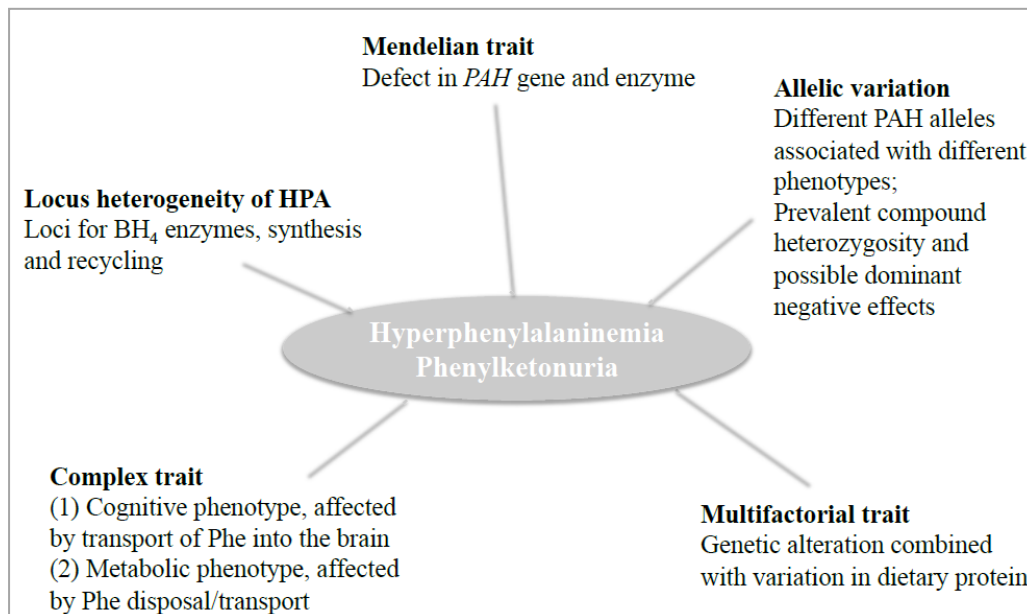 Mendelian trait
Defect in PAH gene and enzyme
Allelic variation
Different PAH alleles
associated with different
phenotypes;
Prevalent compound
heterozygosity and
possible dominant
negative effects
Locus heterogeneity of HPA
Loci for BH₄ enzymes, synthesis
and recycling
Hyperphenylalaninemia
Phenylketonuria
Complex trait
(1) Cognitive phenotype, affected
by transport of Phe into the brain
(2) Metabolic phenotype, affected
by Phe disposal/transport
Multifactorial trait
Genetic alteration combined
with variation in dietary protein